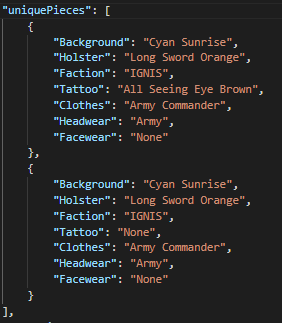 "uniquePieces": [
{
"Background": "Cyan Sunrise",
"Holster": "Long Sword Orange",
"Faction": "IGNIS",
"Tattoo": "All Seeing Eye Brown",
"Clothes": "Army Commander",
"Headwear": "Army",
"Facewear": "None"
},
{
"Background": "Cyan Sunrise",
"Holster": "Long Sword Orange",
"Faction": "IGNIS",
"Tattoo": "None",
"Clothes": "Army Commander",
"Headwear": "Army",
"Facewear": "None"
}
],